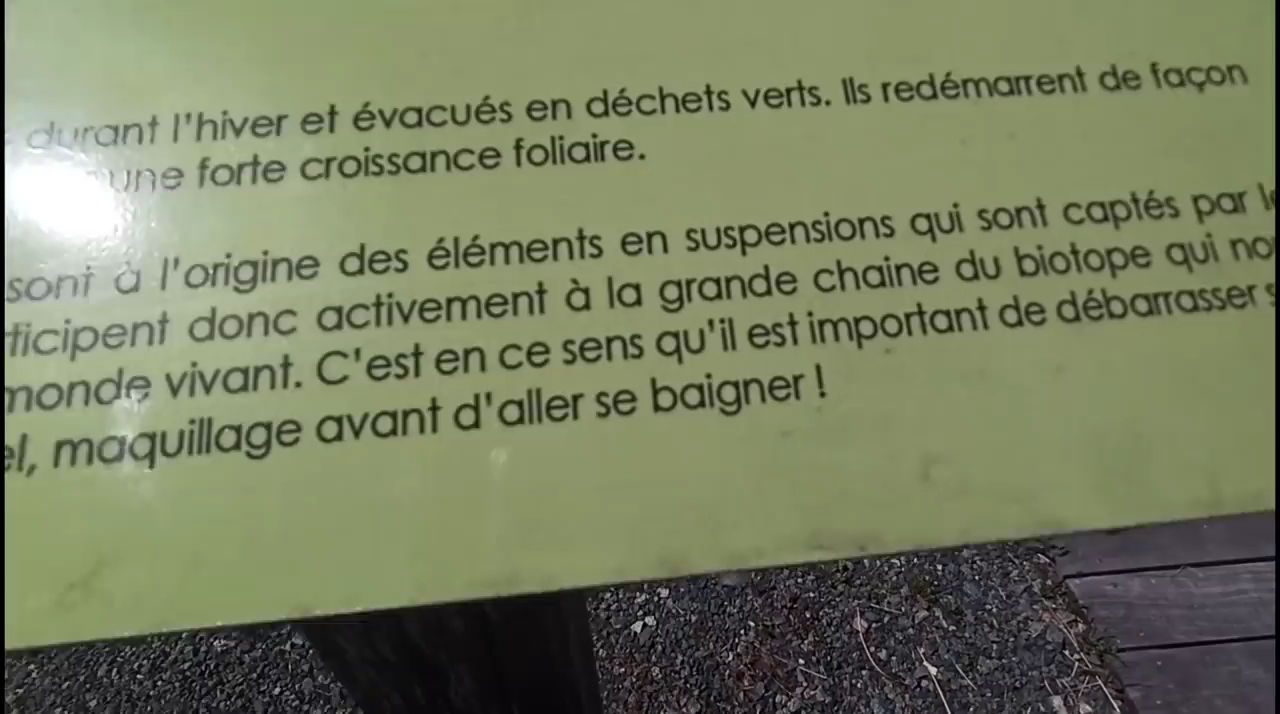 durant l'hiver et évacués en déchets verts. Ils redémarrent de façon
une forte croissance foliaire.
sont à l'origine des éléments en suspensions qui sont captés par
ticipent donc activement à la grande chaine du biotope qui
monde vivant. C'est en ce sens qu'il est important de débarrasser
maquillage avant d'aller se baigner !